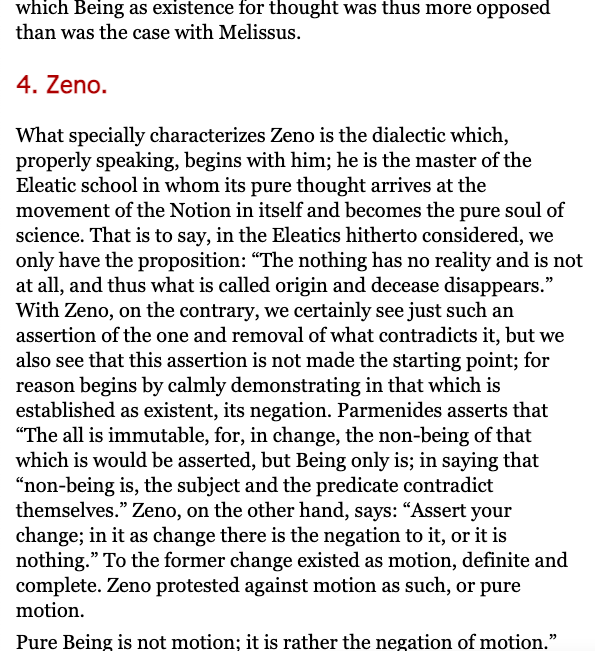 which Being as existence for thought was thus more opposed
than was the case with Melissus.
4. Zeno.
What specially characterizes Zeno is the dialectic which,
properly speaking, begins with him; he is the master of the
Eleatic school in whom its pure thought arrives at the
movement of the Notion in itself and becomes the pure soul of
science. That is to say, in the Eleatics hitherto considered, we
only have the proposition: “The nothing has no reality and is not
at all, and thus what is called origin and decease disappears.”
With Zeno, on the contrary, we certainly see just such an
assertion of the one and removal of what contradicts it, but we
also see that this assertion is not made the starting point; for
reason begins by calmly demonstrating in that which is
established as existent, its negation. Parmenides asserts that
“The all is immutable, for, in change, the non-being of that
which is would be asserted, but Being only is; in saying that
“non-being is, the subject and the predicate contradict
themselves.” Zeno, on the other hand, says: “Assert your
change; in it as change there is the negation to it, or it is
nothing.” To the former change existed as motion, definite and
complete. Zeno protested against motion as such, or pure
motion.
Pure Being is not motion; it is rather the negation of motion.”